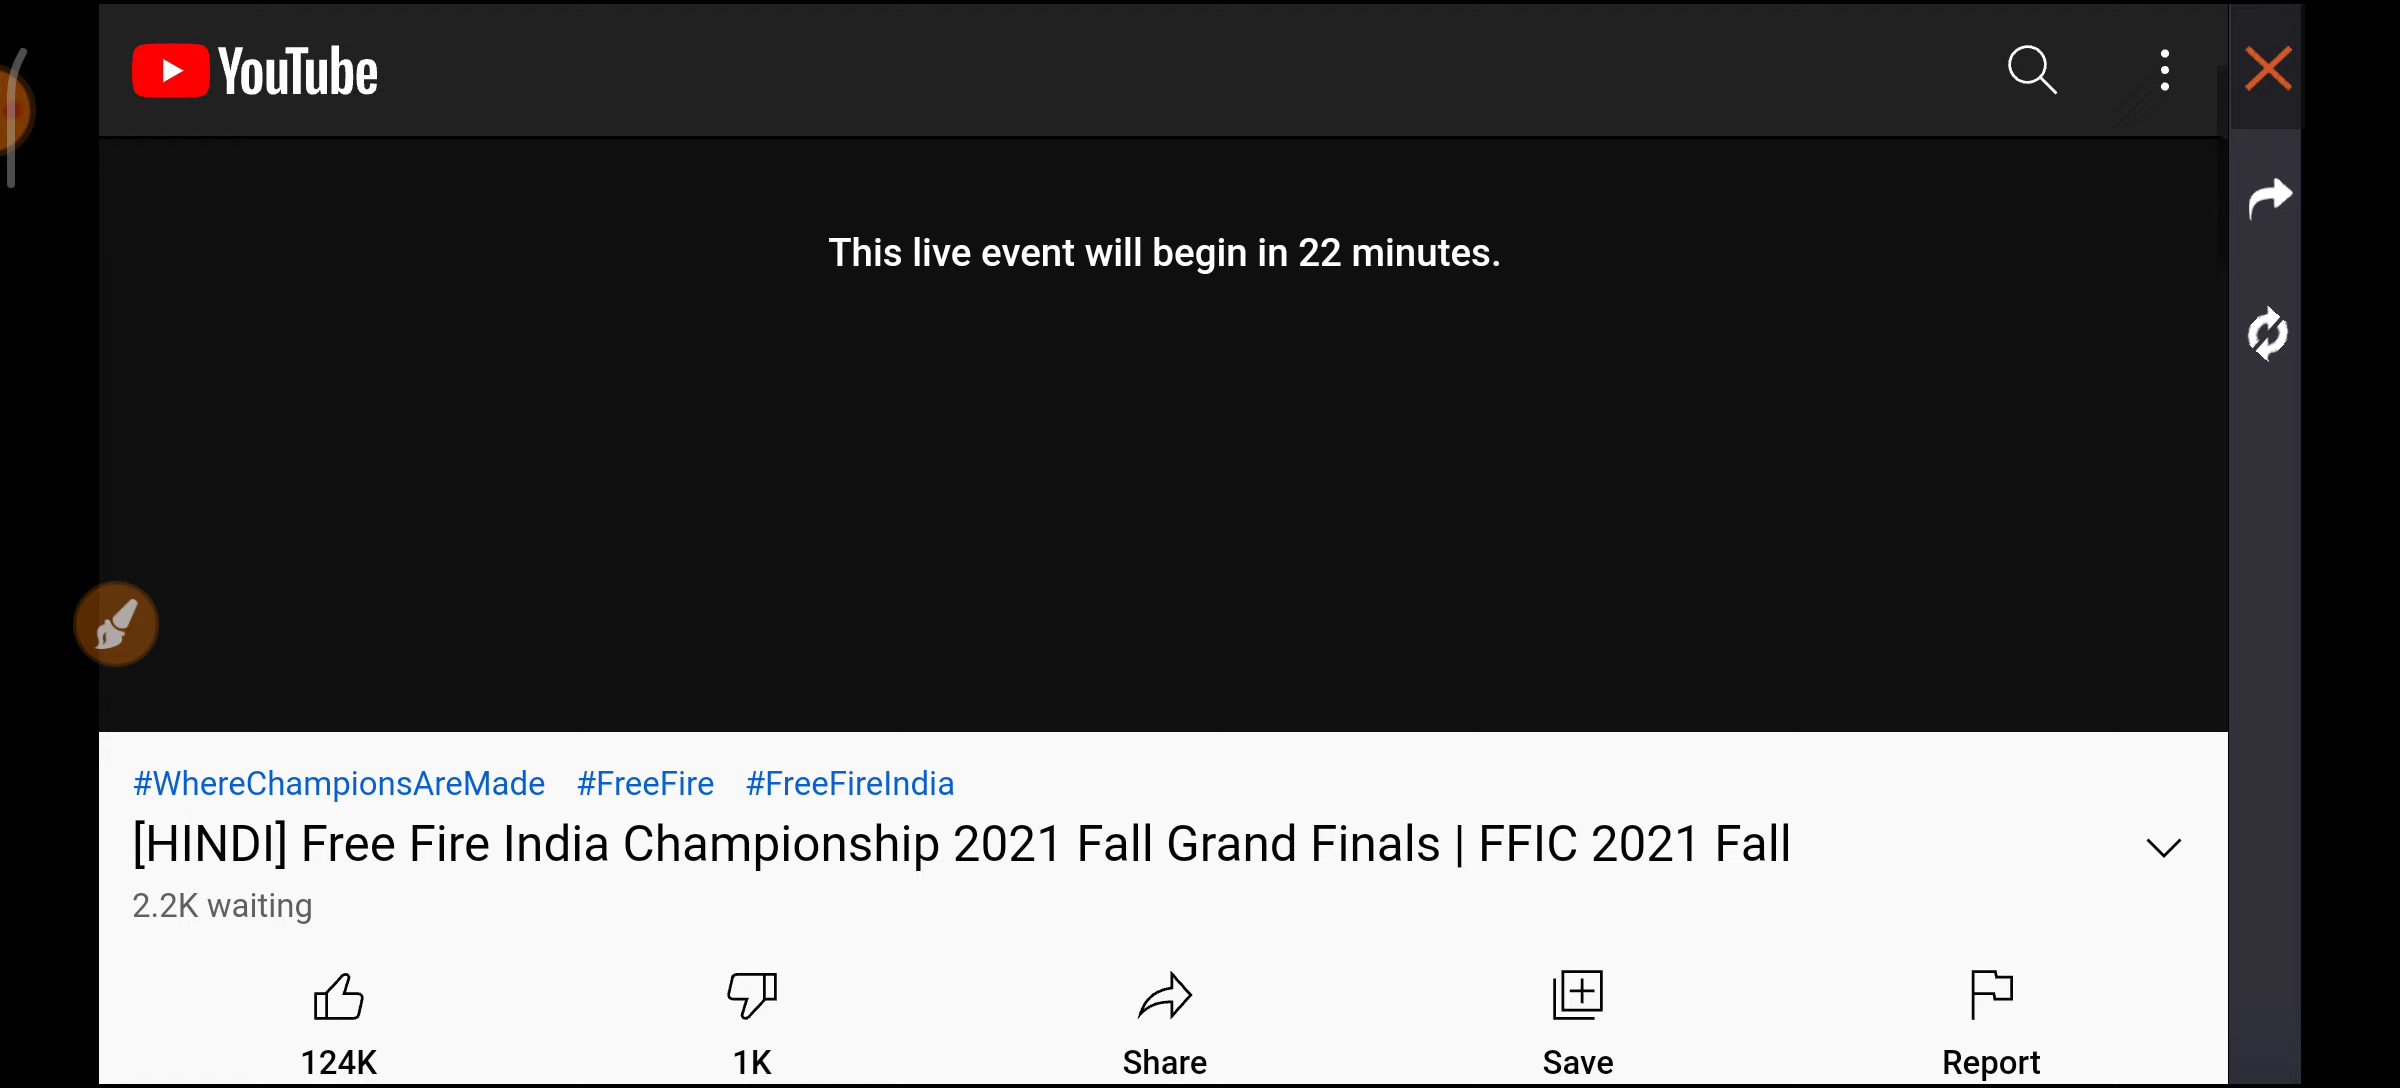 YouTube
This live event will begin in 22 minutes.
#WhereChampionsAreMade #FreeFire #FreeFireIndia
[HINDI] Free Fire India Championship 2021 Fall Grand Finals | FFIC 2021 Fall
2.2K waiting
124K 1K Share Save Report